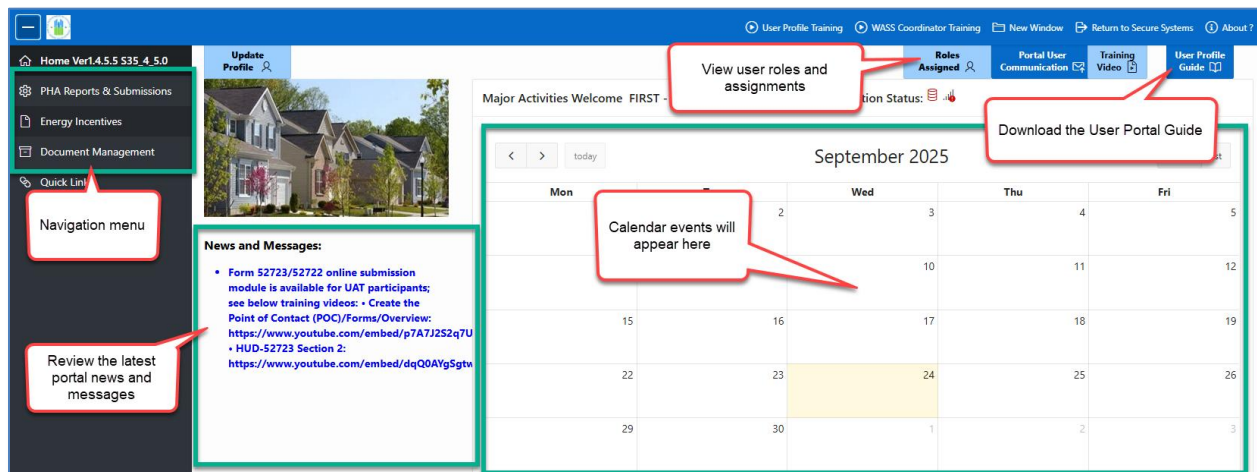 User Profile Training WASS Coordinator Training New Window Return to Secure Systems About ?
Home Ver1.4.5.5 S35_4_5.0
PHA Reports & Submissions
Energy Incentives
Document Management
Quick Lin
Navigation menu
Update
Profile
View user roles and
assignments
Roles
Assigned
Portal User
Communication
Training
Video
User Profile
Guide
Major Activities Welcome FIRST -
tion Status:
Download the User Portal Guide
today
September 2025
Mon Wed Thu Fri
Calendar events will
appear here
2 3 4 5
10 11 12
15 16 17 18 19
22 23 24 25 26
29 30 1 2 3
News and Messages:
• Form 52723/52722 online submission
module is available for UAT participants;
see below training videos: • Create the
Point of Contact (POC)/Forms/Overview:
https://www.youtube.com/embed/p7A7J2S2q7U
• HUD-52723 Section 2:
https://www.youtube.com/embed/dqQ0AYgSgtw
Review the latest
portal news and
messages